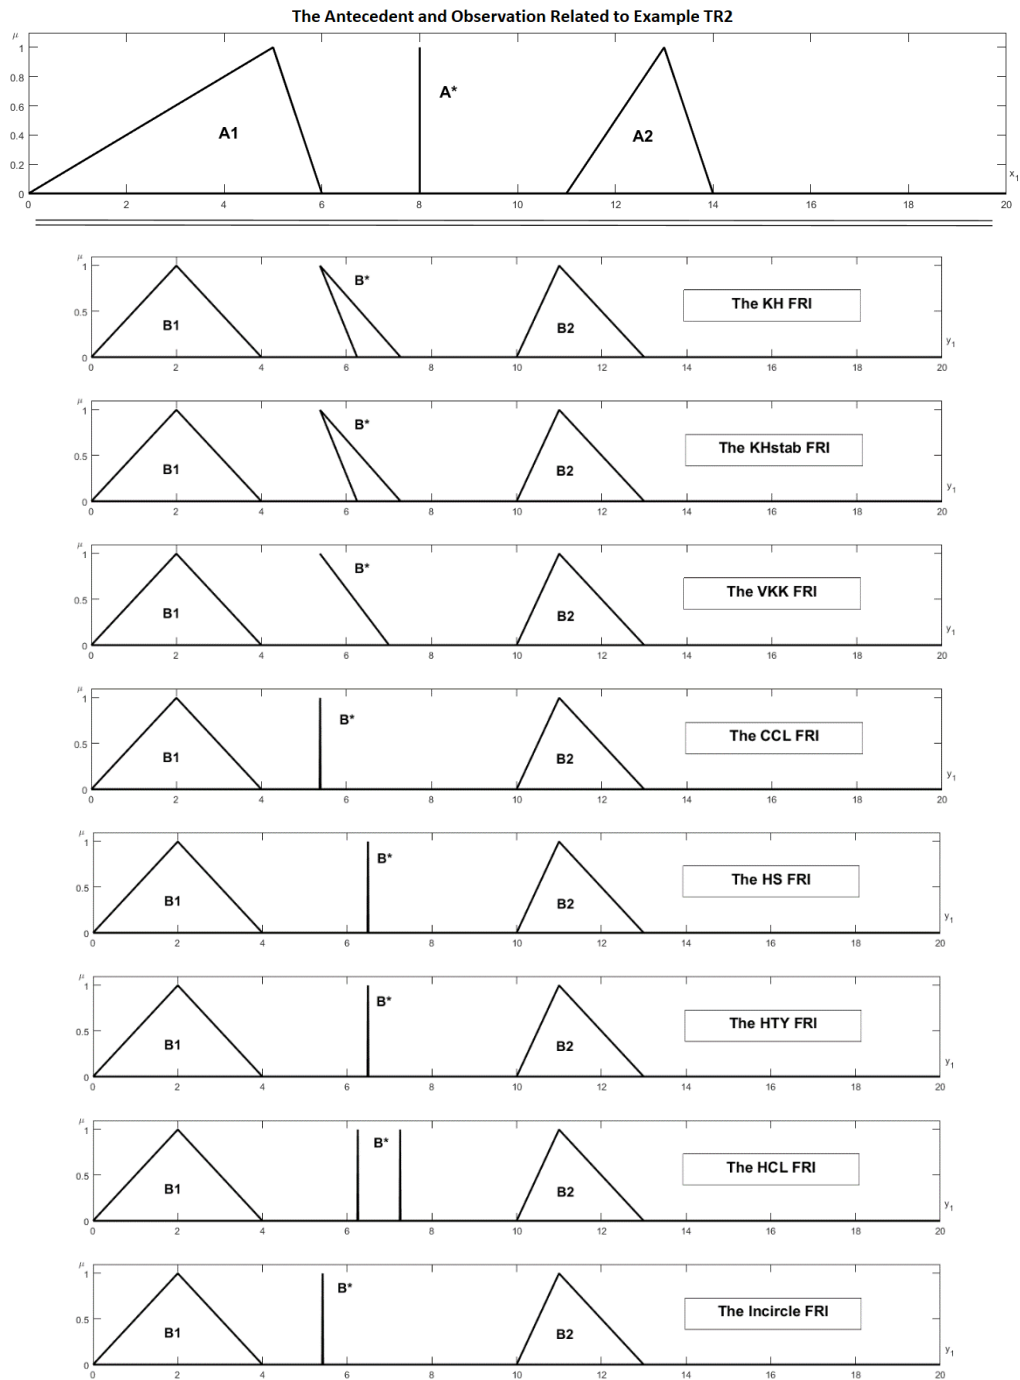 The Antecedent and Observation Related to Example TR2
μ
1
0.8
0.6
0.4
0.2
0
A1
A*
A2
x1
0 2 4 6 8 10 12 14 16 18 20
μ
1
0.5
0
B1
B*
B2
The KH FRI
y1
0 2 4 6 8 10 12 14 16 18 20
μ
1
0.5
0
B1
B*
B2
The KHstab FRI
y1
0 2 4 6 8 10 12 14 16 18 20
μ
1
0.5
0
B1
B*
B2
The VKK FRI
y1
0 2 4 6 8 10 12 14 16 18 20
μ
1
0.5
0
B1
B*
B2
The CCL FRI
y1
0 2 4 6 8 10 12 14 16 18 20
μ
1
0.5
0
B1
B*
B2
The HS FRI
y1
0 2 4 6 8 10 12 14 16 18 20
μ
1
0.5
0
B1
B*
B2
The HTY FRI
y1
0 2 4 6 8 10 12 14 16 18 20
μ
1
0.5
0
B1
B*
B2
The HCL FRI
y1
0 2 4 6 8 10 12 14 16 18 20
μ
1
0.5
0
B1
B*
B2
The Incircle FRI
y1
0 2 4 6 8 10 12 14 16 18 20